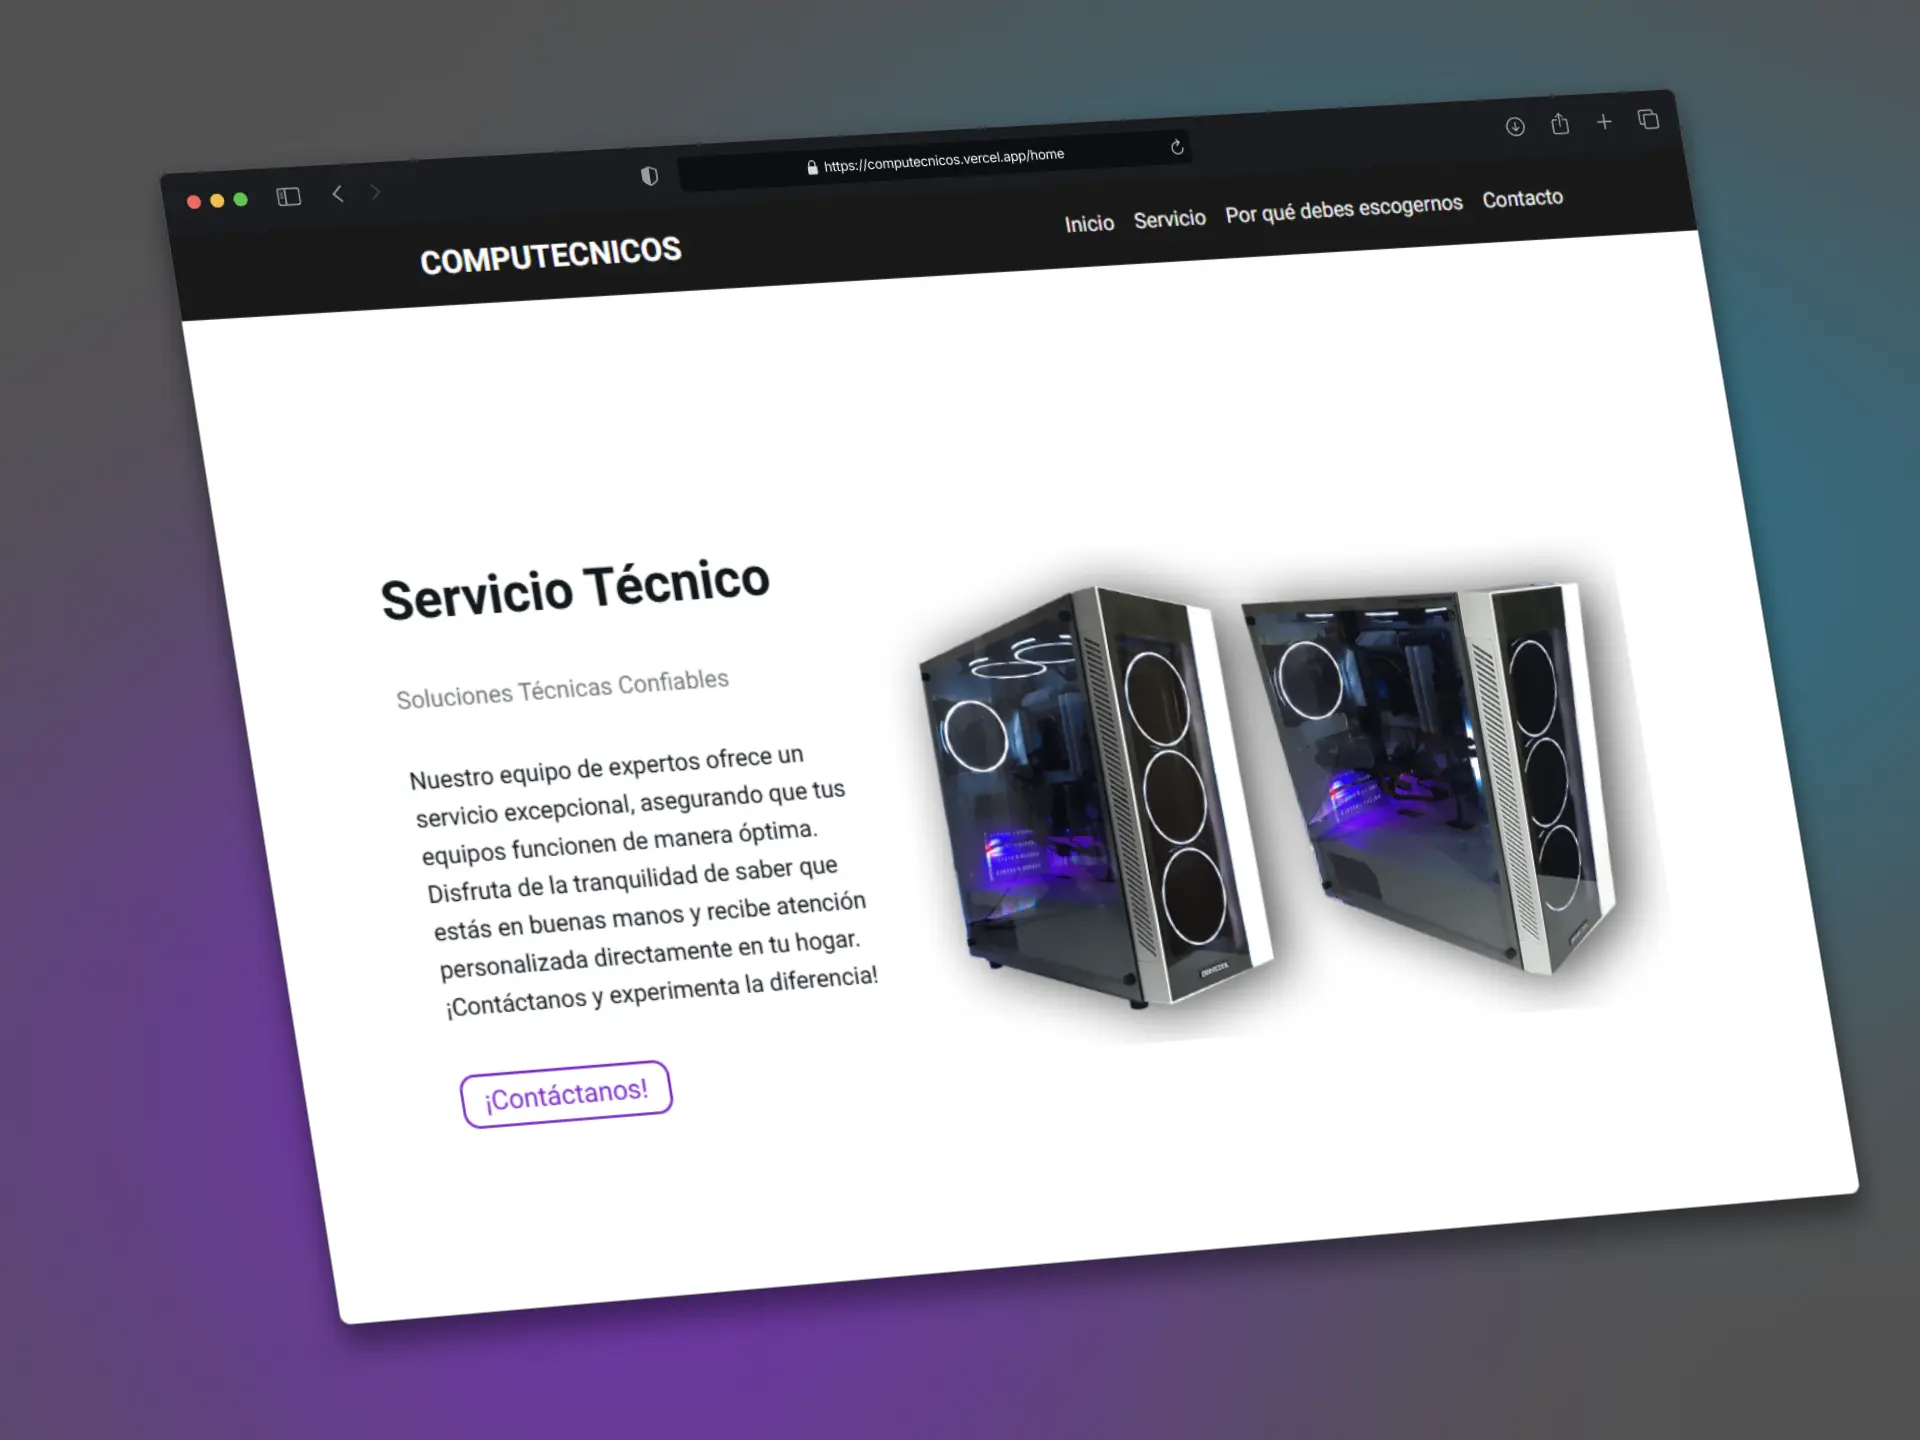 https://computecnicos.vercel.app/home
COMPUTECNICOS
Inicio Servicio Por qué debes escogernos Contacto
Servicio Técnico
Soluciones Técnicas Confiables
Nuestro equipo de expertos ofrece un
servicio excepcional, asegurando que tus
equipos funcionen de manera óptima.
Disfruta de la tranquilidad de saber que
estás en buenas manos y recibe atención
personalizada directamente en tu hogar.
¡Contáctanos y experimenta la diferencia!
¡Contáctanos!